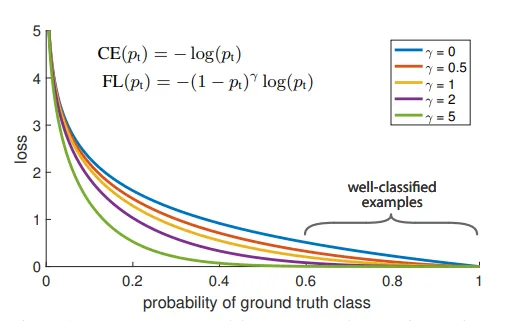 CE(pₜ) = −log(pₜ)
FL(pₜ) = −(1 − pₜ)^γ log(pₜ)
γ = 0
γ = 0.5
γ = 1
γ = 2
γ = 5
well-classified
examples
loss
5
4
3
2
1
0
0
0.2
0.4
0.6
0.8
1
probability of ground truth class